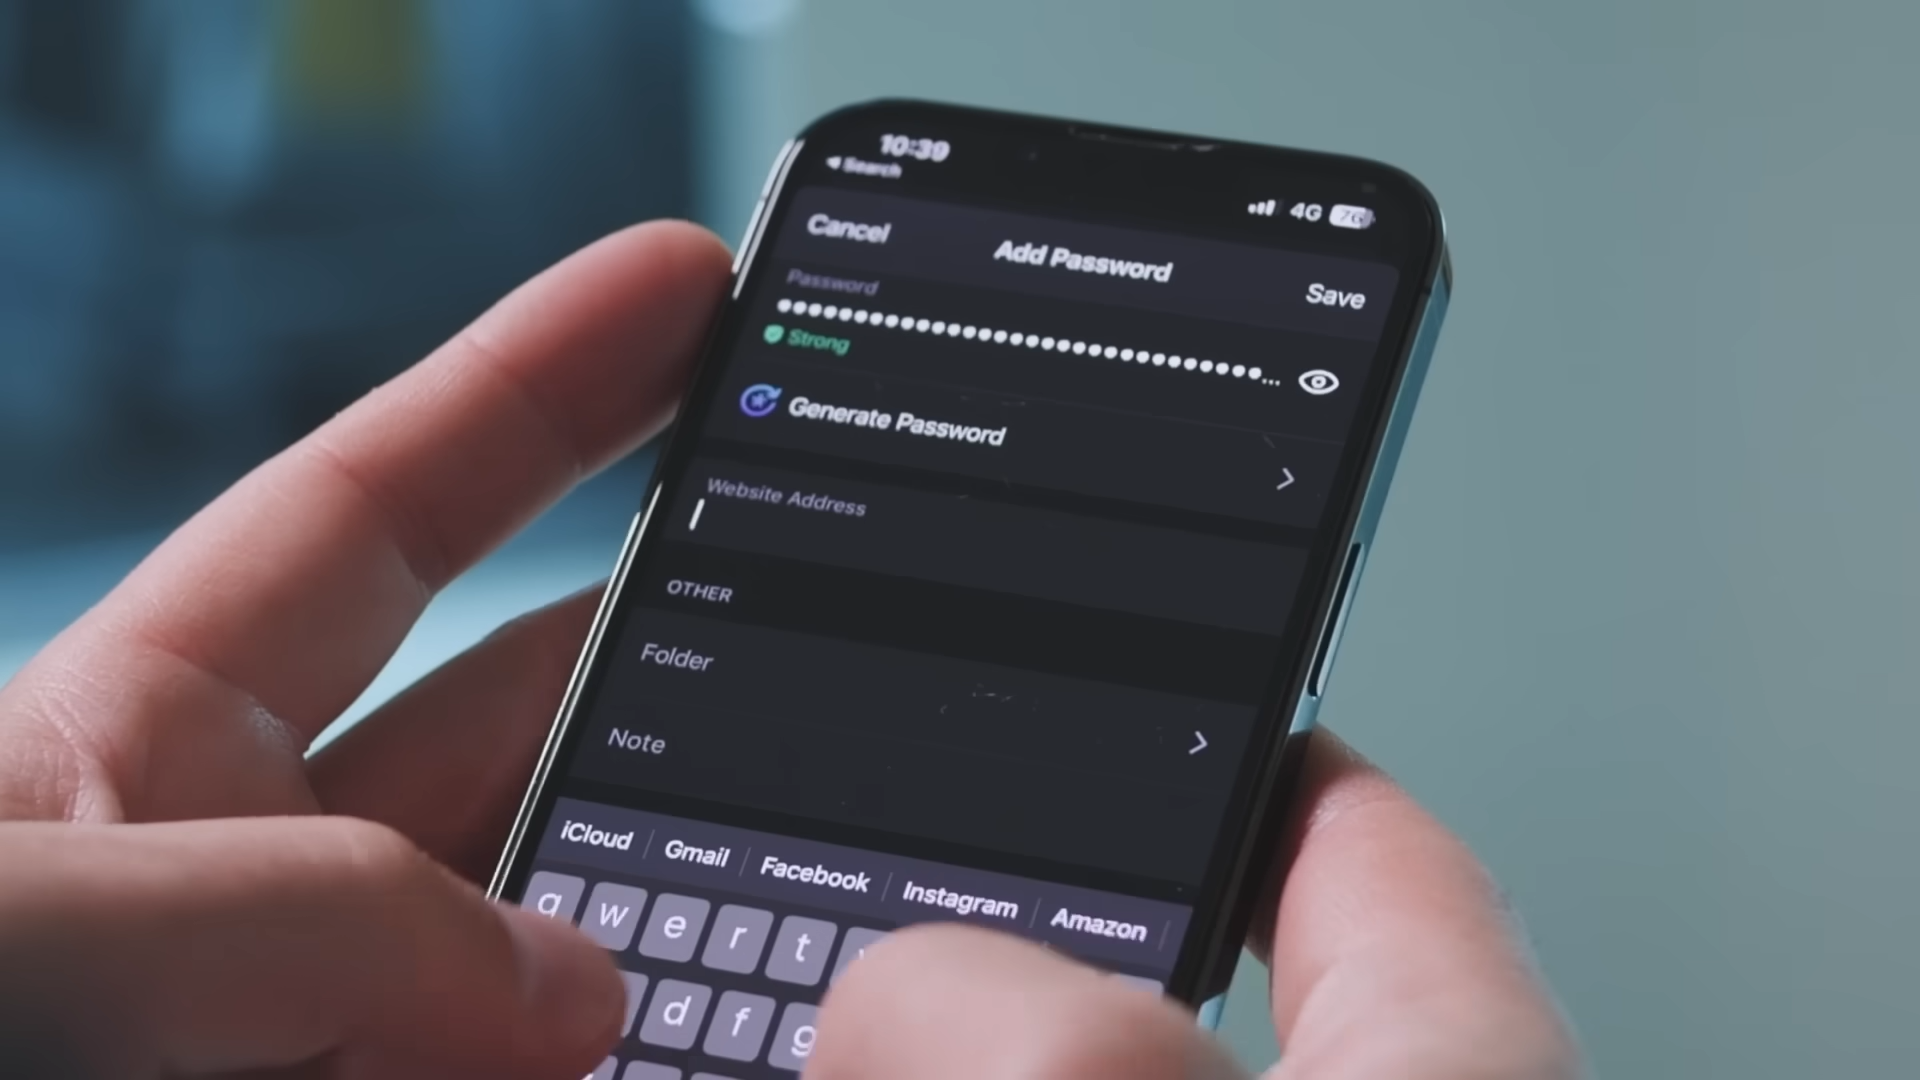 10:39
◀ Search
4G 76
Cancel
Add Password
Save
Password
••••••••••••••••••••••••••••••••...
Strong
Generate Password
Website Address
OTHER
Folder
Note
iCloud Gmail Facebook Instagram Amazon
q w e r t
d f g